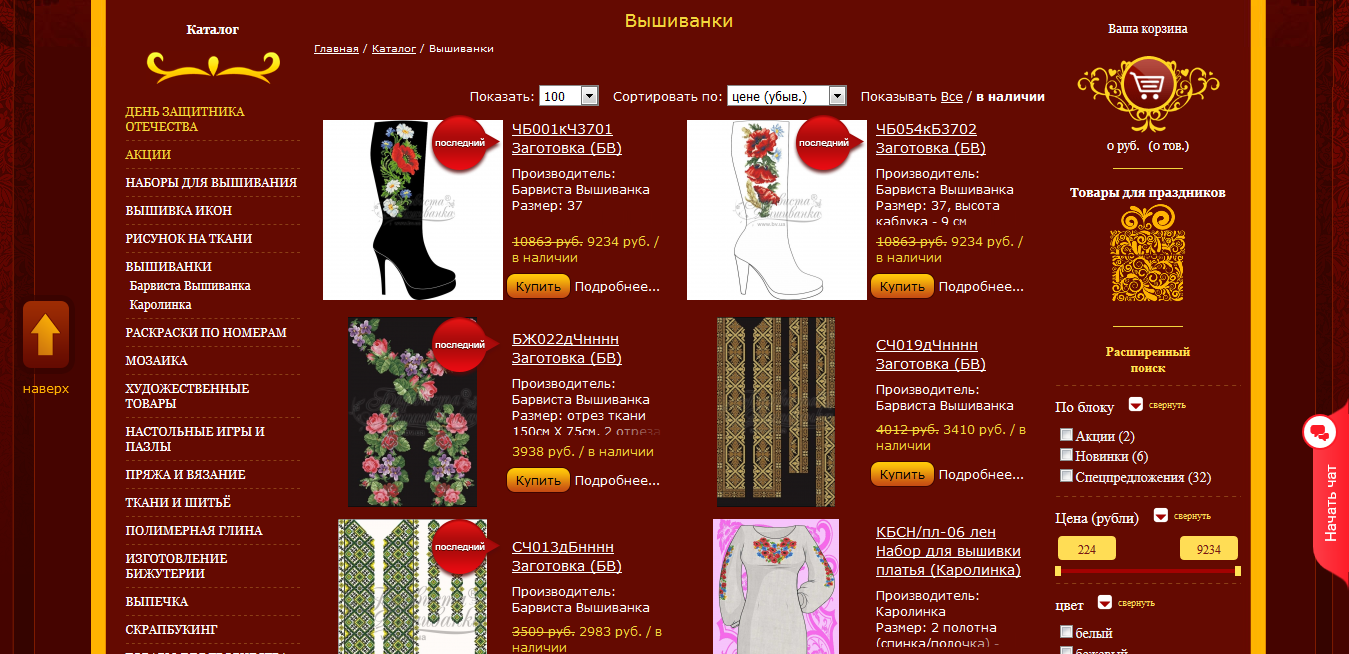 Каталог
ДЕНЬ ЗАЩИТНИКА
ОТЕЧЕСТВА
АКЦИИ
НАБОРЫ ДЛЯ ВЫШИВАНИЯ
ВЫШИВКА ИКОН
РИСУНОК НА ТКАНИ
ВЫШИВАНКИ
Барвиста Вышиванка
Каролинка
РАСКРАСКИ ПО НОМЕРАМ
МОЗАИКА
ХУДОЖЕСТВЕННЫЕ
ТОВАРЫ
НАСТОЛЬНЫЕ ИГРЫ И
ПАЗЛЫ
ПРЯЖА И ВЯЗАНИЕ
ТКАНИ И ШИТЬЁ
ПОЛИМЕРНАЯ ГЛИНА
ИЗГОТОВЛЕНИЕ
БИЖУТЕРИИ
ВЫПЕЧКА
СКРАПБУКИНГ
наверх
Вышиванки
Главная / Каталог / Вышиванки
Показать: 100 Сортировать по: цене (убыв.) Показывать Все / в наличии
последний
ЧБ001кЧ3701
Заготовка (БВ)
Производитель:
Барвиста Вышиванка
Размер: 37
10863 руб. 9234 руб. /
в наличии
Купить Подробнее...
последний
ЧБ054кБ3702
Заготовка (БВ)
Производитель:
Барвиста Вышиванка
Размер: 37, высота
каблука - 9 см
10863 руб. 9234 руб. /
в наличии
Купить Подробнее...
последний
БЖ022дЧнннн
Заготовка (БВ)
Производитель:
Барвиста Вышиванка
Размер: отрез ткани
150см X 75см, 2 отреза
3938 руб. / в наличии
Купить Подробнее...
СЧ019дЧнннн
Заготовка (БВ)
Производитель:
Барвиста Вышиванка
4012 руб. 3410 руб. / в
наличии
Купить Подробнее...
последний
СЧ013дБнннн
Заготовка (БВ)
Производитель:
Барвиста Вышиванка
3509 руб. 2983 руб. / в
наличии
КБСН/пл-06 лен
Набор для вышивки
платья (Каролинка)
Производитель:
Каролинка
Размер: 2 полотна
(спинка/полочка) -
Ваша корзина
0 руб. (0 тов.)
Товары для праздников
Расширенный
поиск
По блоку свернуть
Акции (2)
Новинки (6)
Спецпредложения (32)
Цена (рубли) свернуть
224 9234
цвет свернуть
белый
бежевый
Начать чат